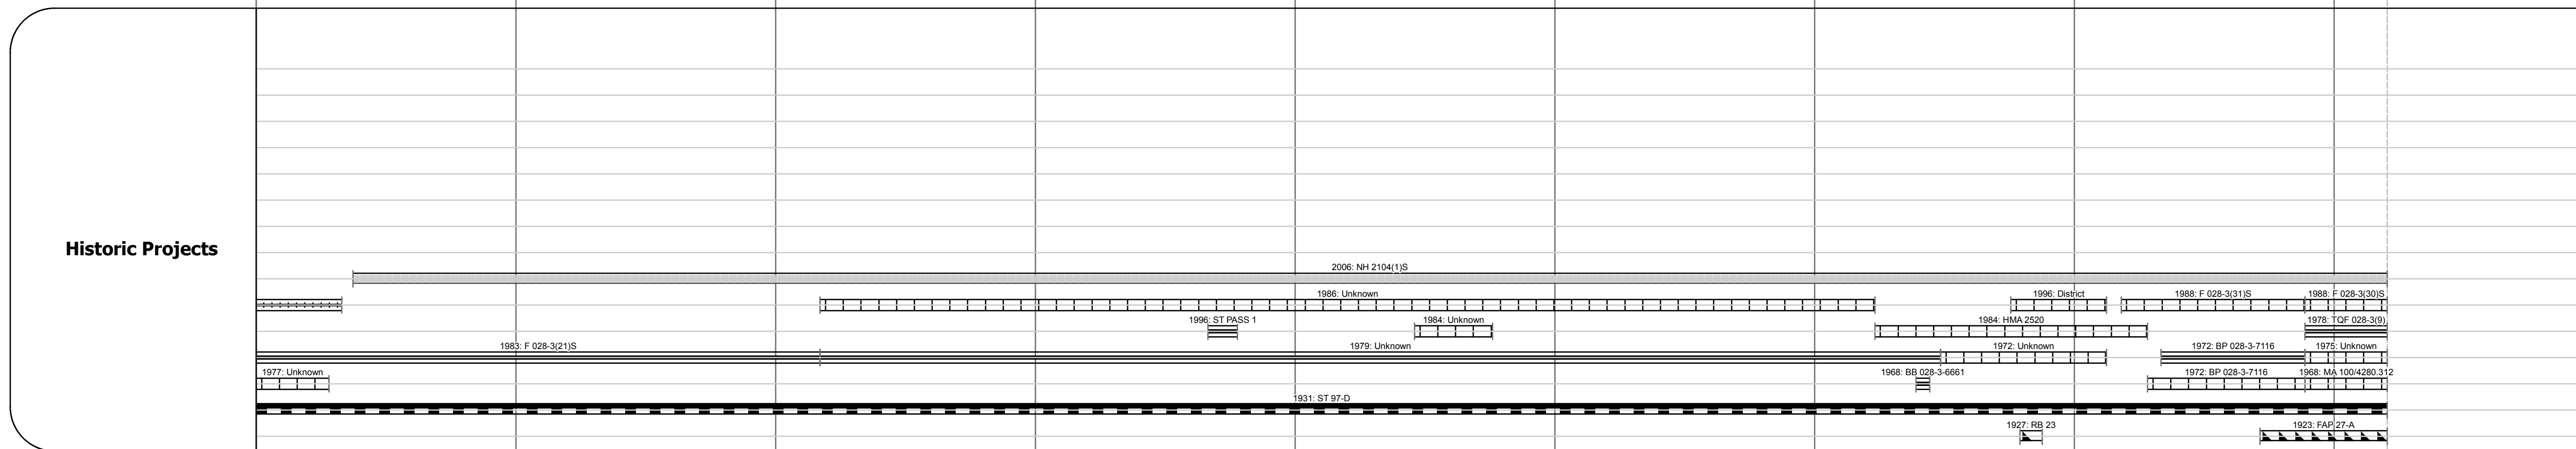 Historic Projects
2006: NH 2104(1)S
1986: Unknown
1996: District
1988: F 028-3(31)S
1988: F 028-3(30)S
1996: ST PASS 1
1984: Unknown
1984: HMA 2520
1978: TQF 028-3(9)
1983: F 028-3(21)S
1979: Unknown
1972: Unknown
1972: BP 028-3-7116
1975: Unknown
1977: Unknown
1968: BB 028-3-6661
1972: BP 028-3-7116
1968: MA 100/4280.312
1931: ST 97-D
1927: RB 23
1923: FAP 27-A